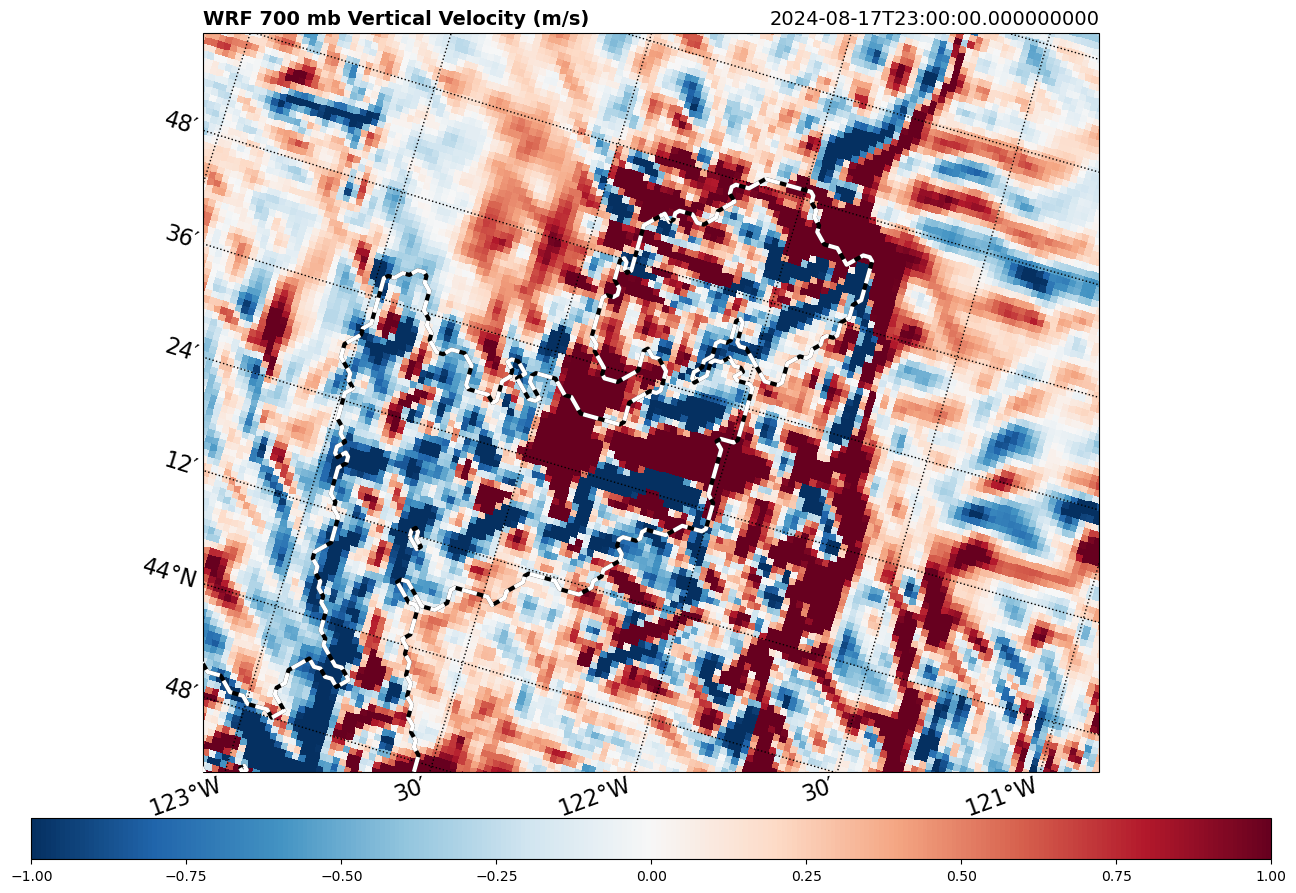 WRF 700 mb Vertical Velocity (m/s) 2024-08-17T23:00:00.000000000
48′
36′
24′
12′
44°N
48′
123°W 30′ 122°W 30′ 121°W
−1.00 −0.75 −0.50 −0.25 0.00 0.25 0.50 0.75 1.00